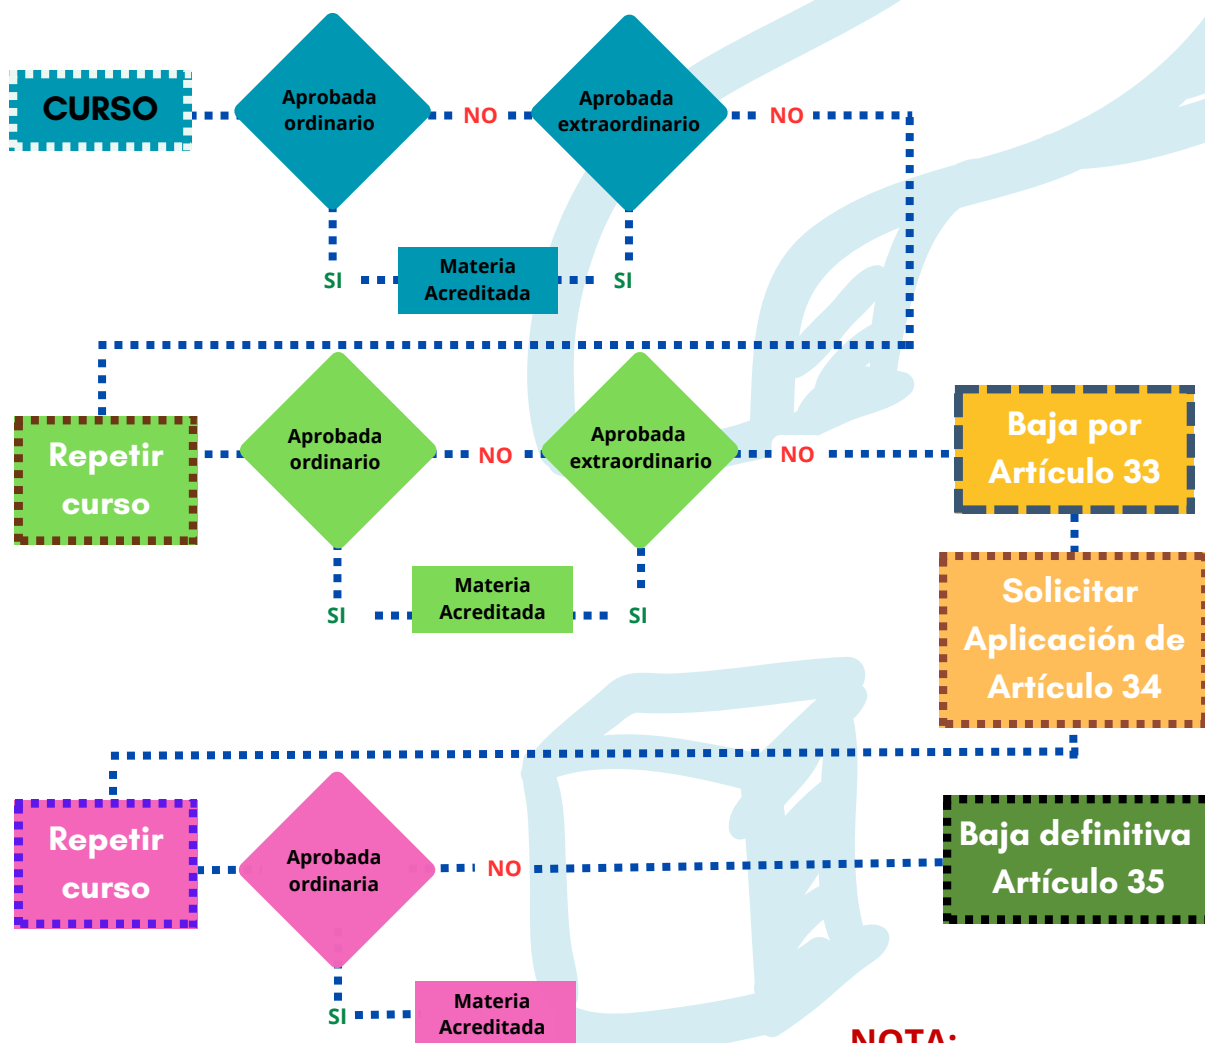 CURSO
Aprobada
ordinario
NO
Aprobada
extraordinario
NO
SI
Materia
Acreditada
SI
Repetir
curso
Aprobada
ordinario
NO
Aprobada
extraordinario
NO
Baja por
Artículo 33
SI
Materia
Acreditada
SI
Solicitar
Aplicación de
Artículo 34
Repetir
curso
Aprobada
ordinaria
NO
Baja definitiva
Artículo 35
SI
Materia
Acreditada
NOTA: